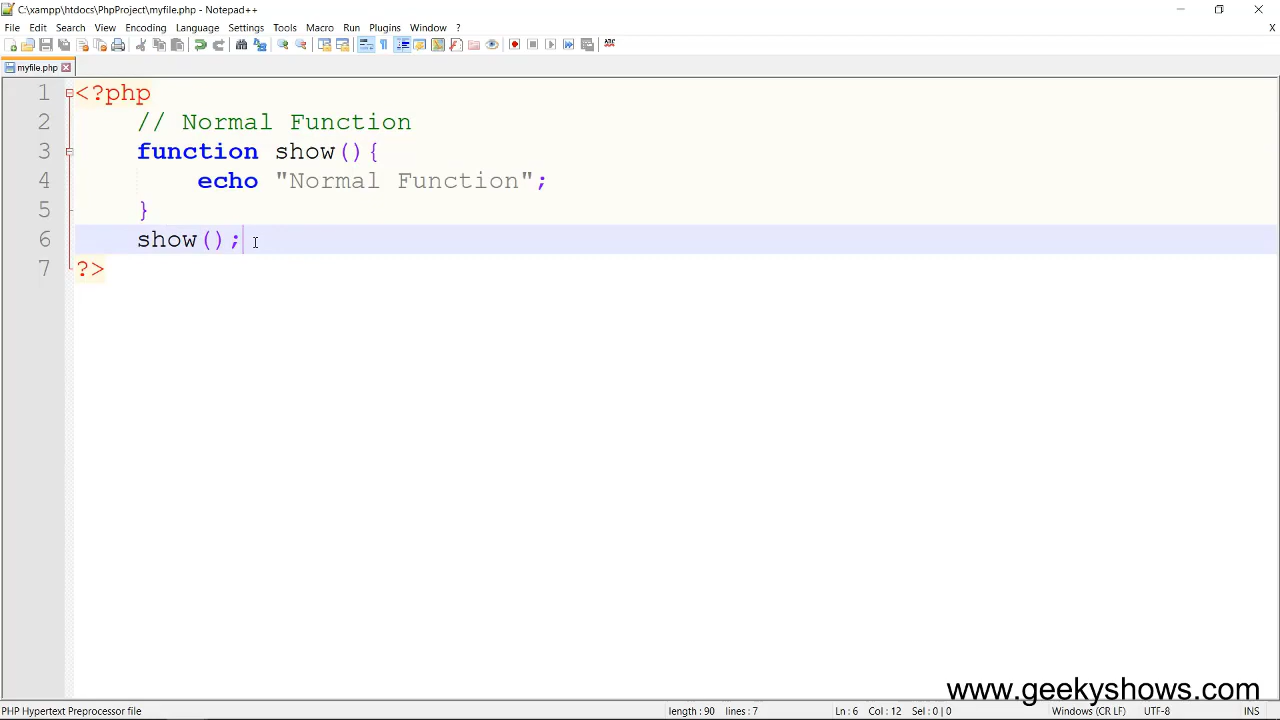 C:\xampp\htdocs\PhpProject\myfile.php - Notepad++
File Edit Search View Encoding Language Settings Tools Macro Run Plugins Window ? X
myfile.php
1 <?php
2 // Normal Function
3 function show(){
4 echo "Normal Function";
5 }
6 show();
7 ?>
www.geekyshows.com
PHP Hypertext Preprocessor file length : 90 lines : 7 Ln : 6 Col : 12 Sel : 0 | 0 Windows (CR LF) UTF-8 INS